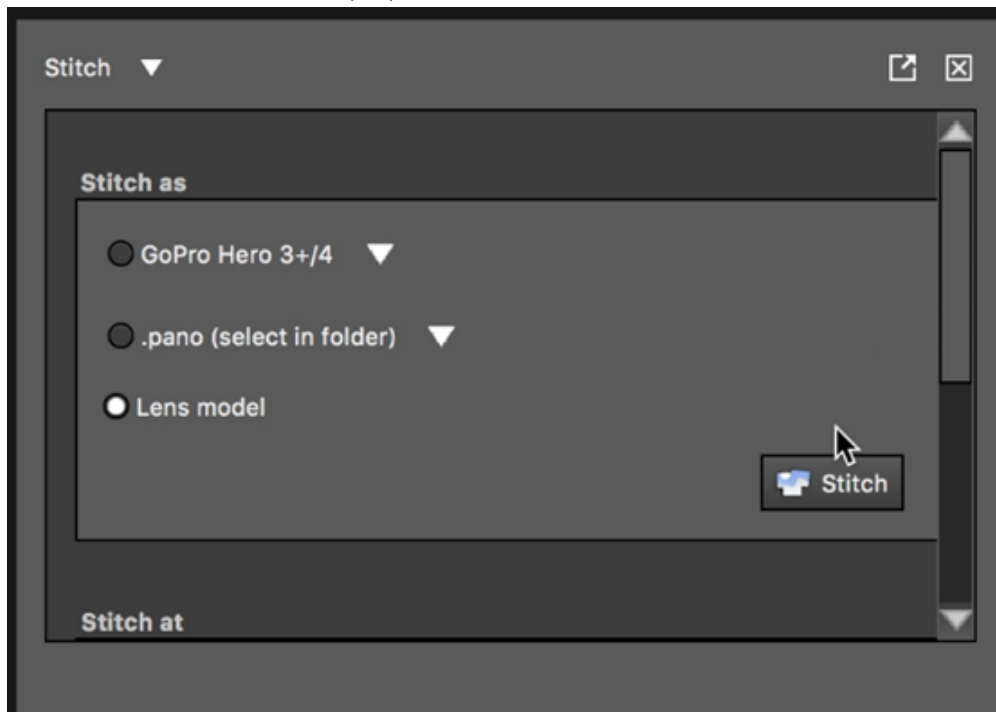 Stitch
Stitch as
GoPro Hero 3+/4
.pano (select in folder)
Lens model
Stitch
Stitch at